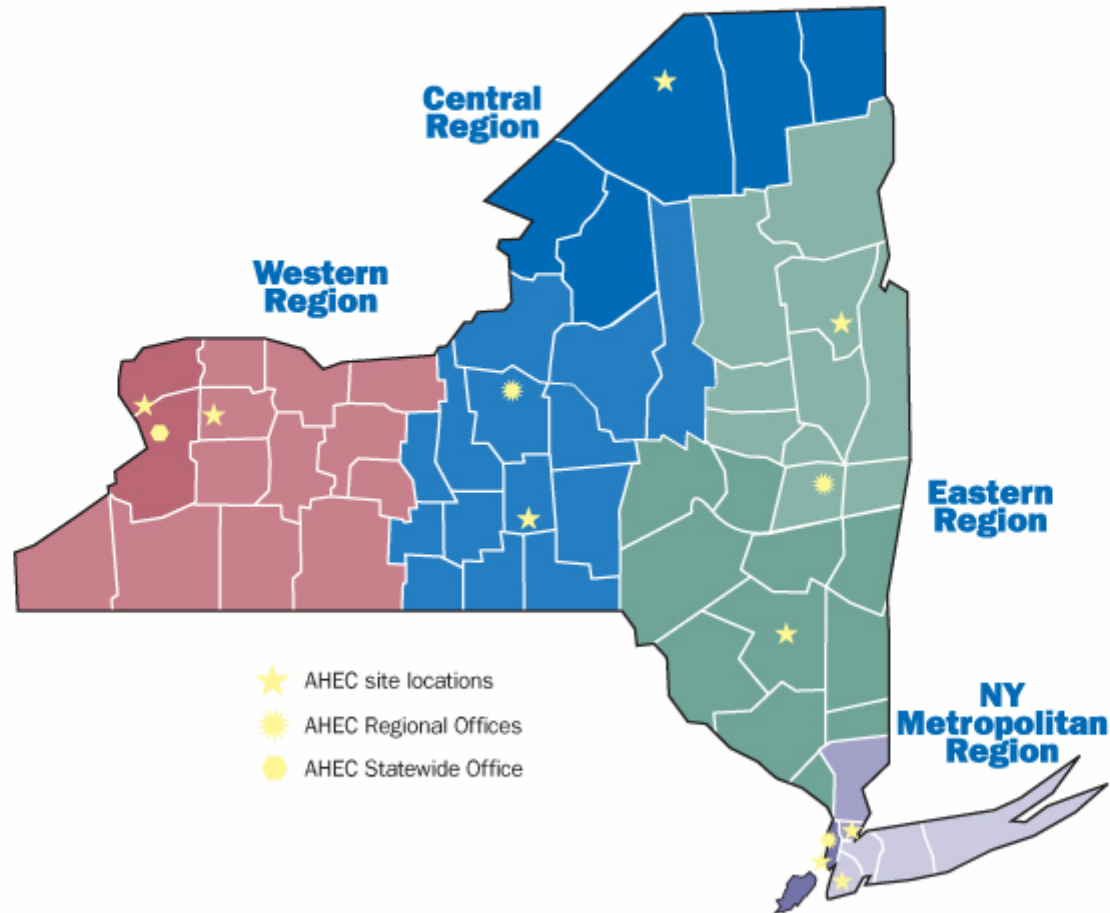 Central
Region
Western
Region
Eastern
Region
AHEC site locations
AHEC Regional Offices
AHEC Statewide Office
NY
Metropolitan
Region